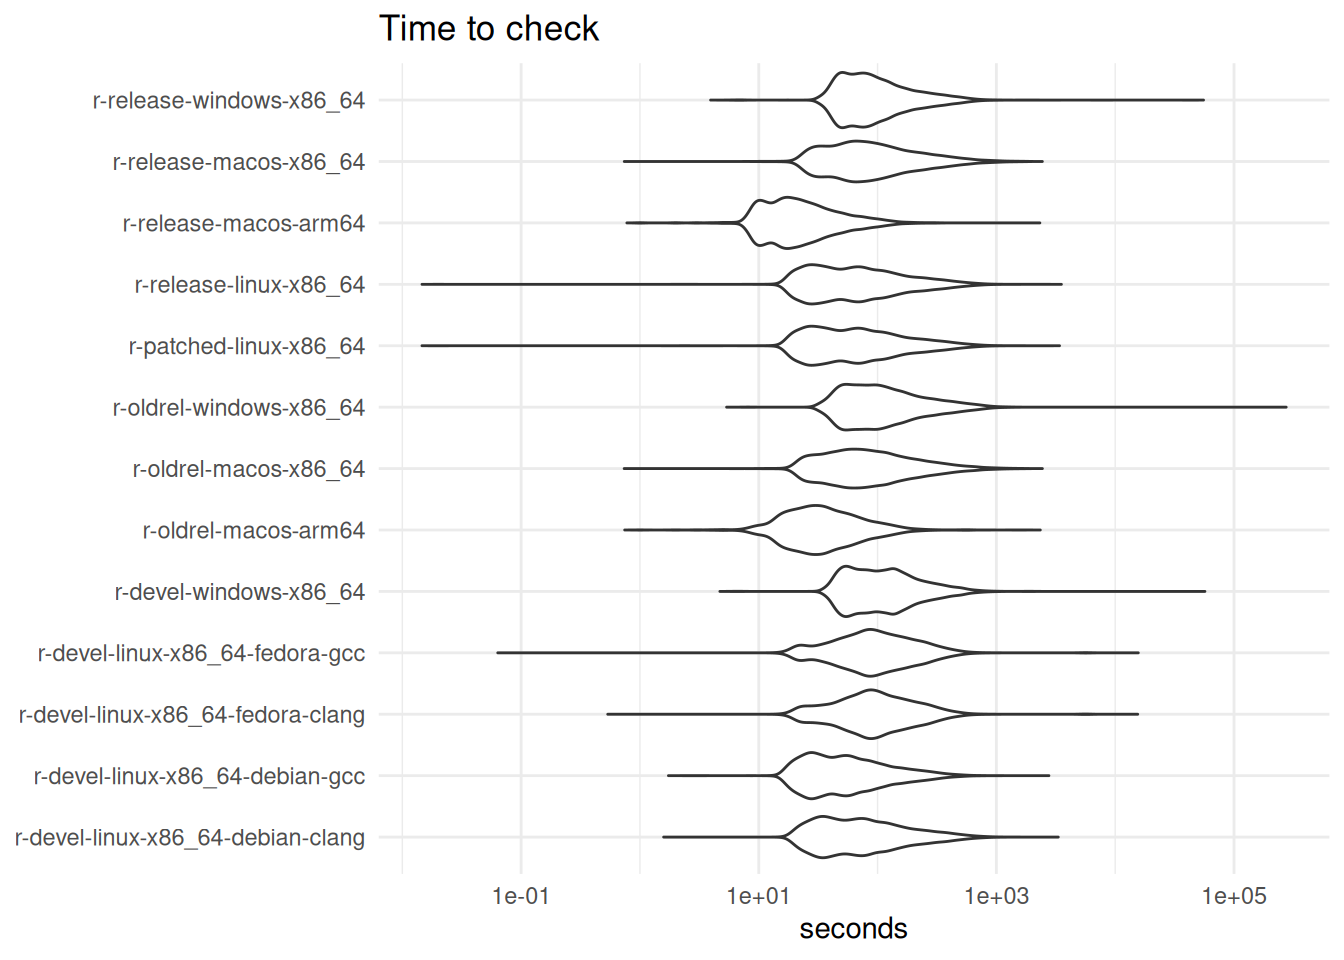 Time to check
r-release-windows-x86_64
r-release-macos-x86_64
r-release-macos-arm64
r-release-linux-x86_64
r-patched-linux-x86_64
r-oldrel-windows-x86_64
r-oldrel-macos-x86_64
r-oldrel-macos-arm64
r-devel-windows-x86_64
r-devel-linux-x86_64-fedora-gcc
r-devel-linux-x86_64-fedora-clang
r-devel-linux-x86_64-debian-gcc
r-devel-linux-x86_64-debian-clang
1e-01 1e+01 1e+03 1e+05
seconds